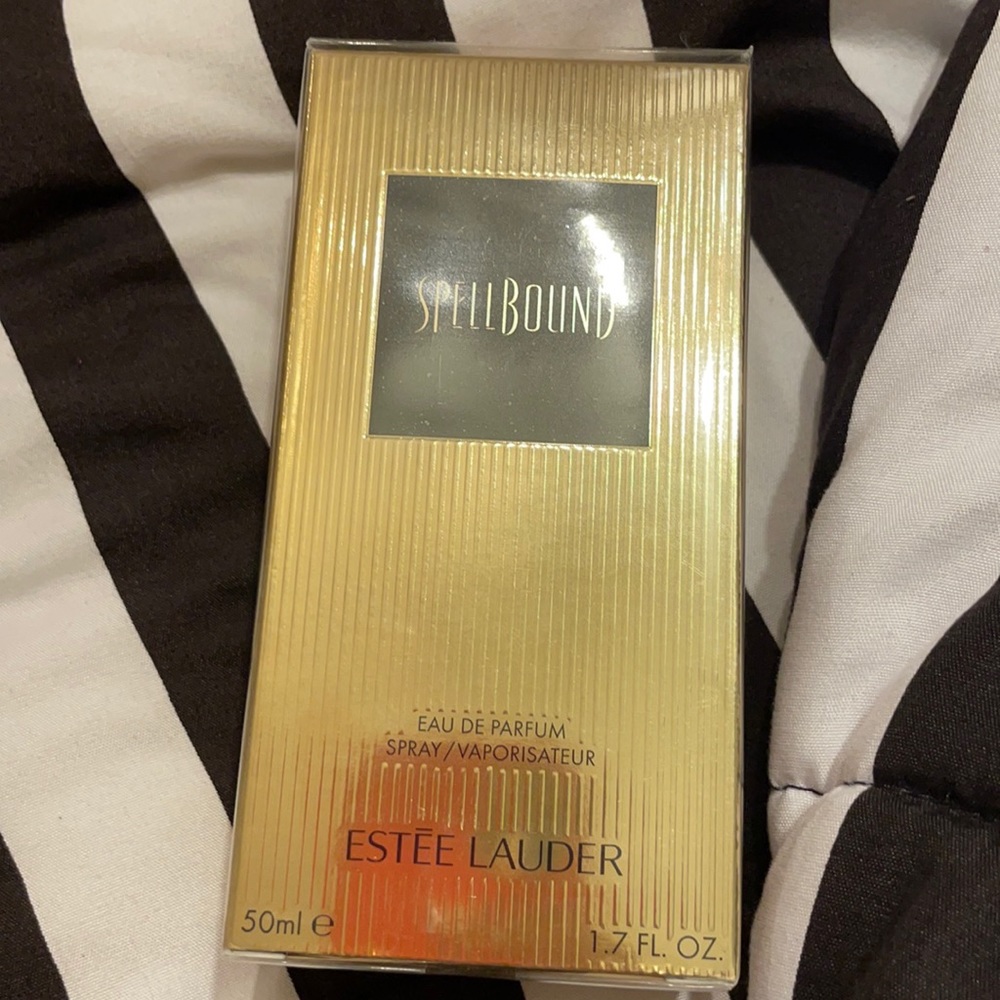 SPELLBOUND
EAU DE PARFUM
SPRAY/VAPORISATEUR
ESTĒE LAUDER
50ml ℮
1.7 FL. OZ.